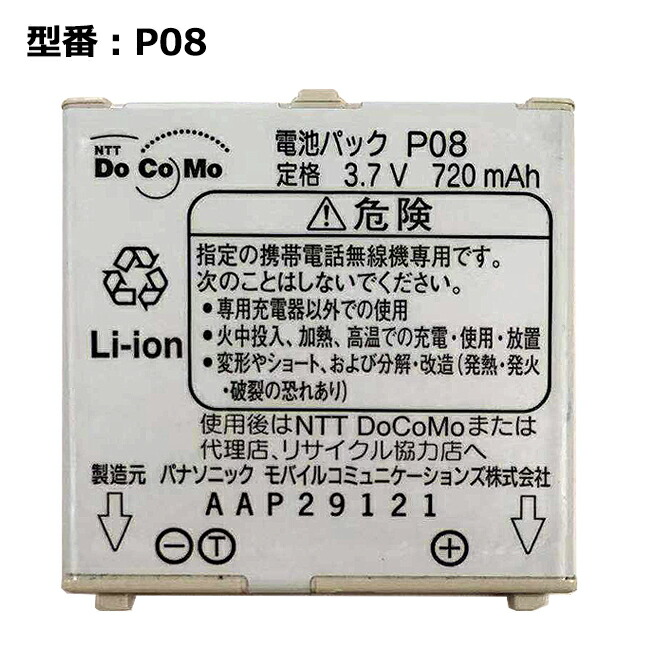 型番：P08
NTT
DoCoMo
電池パック P08
定格 3.7V 720mAh
⚠危険
指定の携帯電話無線機専用です。
次のことはしないでください。
•専用充電器以外での使用
•火中投入、加熱、高温での充電・使用・放置
•変形やショート、および分解・改造(発熱・発火
・破裂の恐れあり)
Li-ion
使用後はNTT DoCoMoまたは
代理店、リサイクル協力店へ
製造元 パナソニック モバイルコミュニケーションズ株式会社
AAP29121
⊖ Ⓣ ⊕